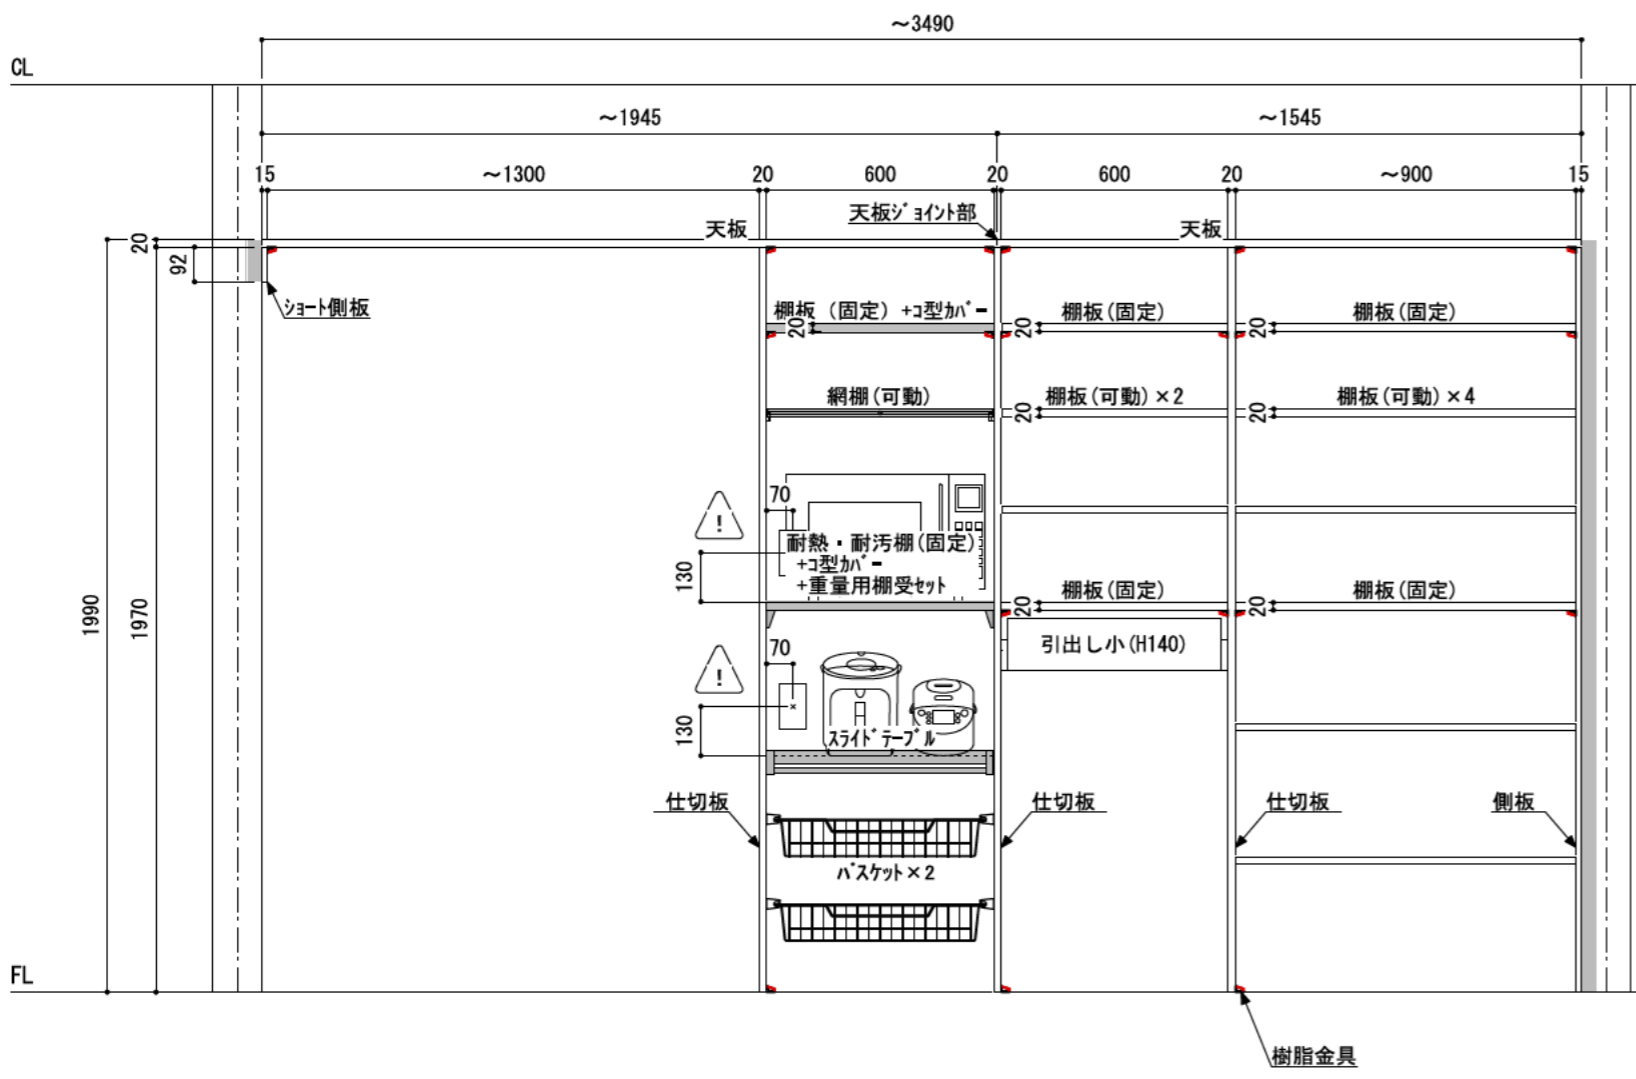 ～3490
CL
～1945
～1545
15
～1300
20
600
20
600
20
～900
15
天板ｼﾞｮｲﾝﾄ部
天板
天板
20
92
ｼｮｰﾄ側板
棚板（固定）+ｺ型ｶﾊﾞｰ
棚板(固定)
棚板(固定)
20
20
20
網棚(可動)
棚板(可動)×2
棚板(可動)×4
20
20
70
!
耐熱・耐汚棚(固定)
+ｺ型ｶﾊﾞｰ
+重量用棚受ｾｯﾄ
130
棚板(固定)
棚板(固定)
20
20
1990
1970
引出し小(H140)
70
!
130
ｽﾗｲﾄﾞﾃｰﾌﾞﾙ
仕切板
仕切板
仕切板
側板
ﾊﾞｽｹｯﾄ×2
FL
樹脂金具